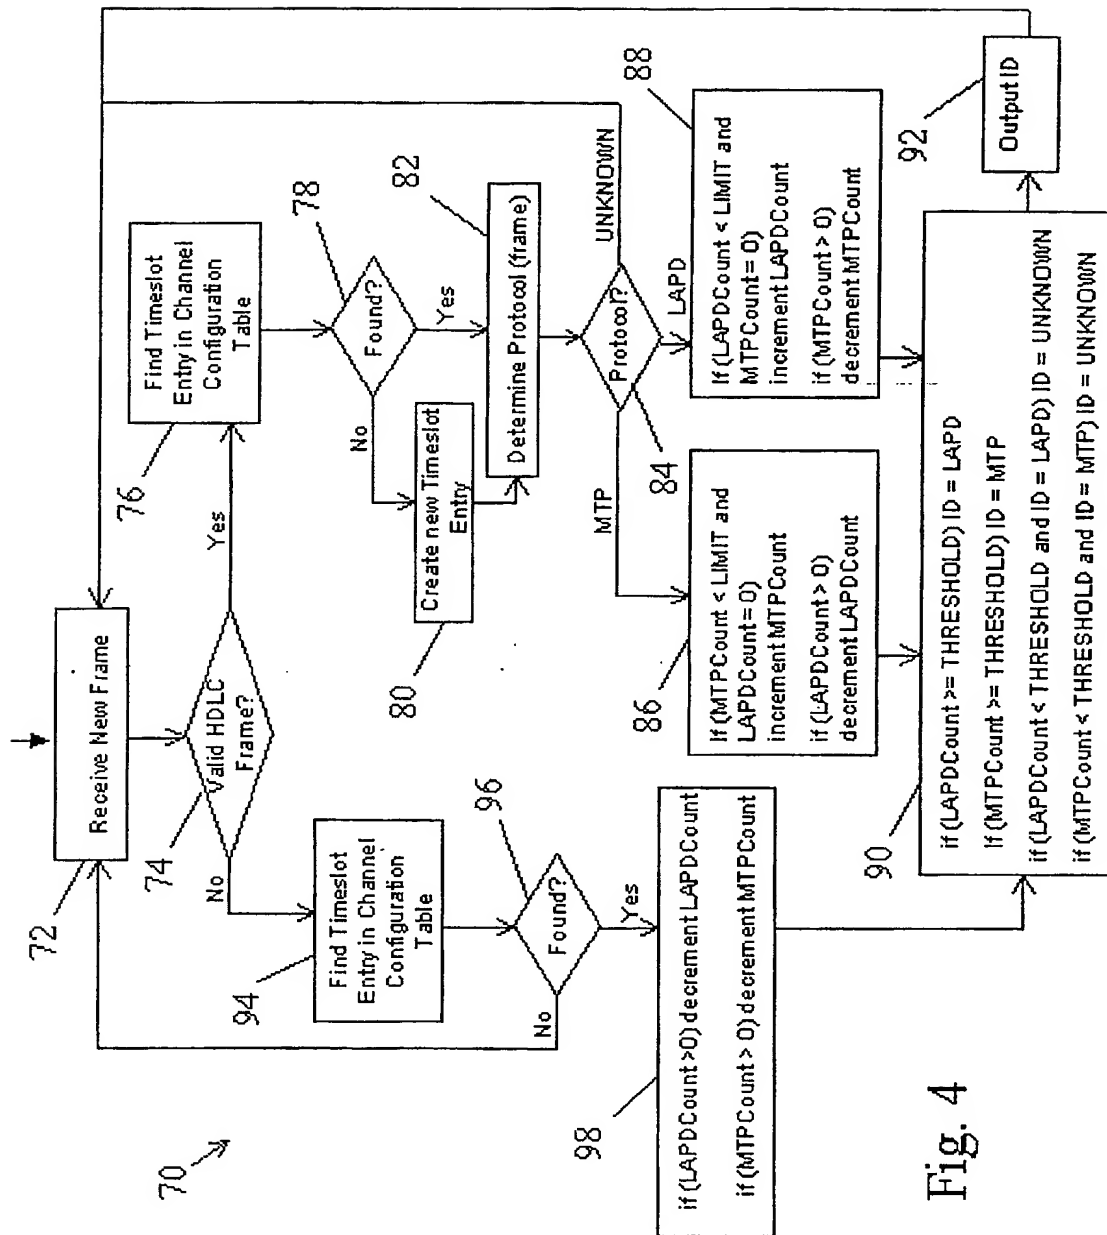 70
72
Receive New Frame
74
Valid HDLC
Frame?
Yes
No
76
Find Timeslot
Entry in Channel
Configuration
Table
78
Found?
Yes
No
80
Create new Timeslot
Entry
82
Determine Protocol (frame)
84
Protocol?
UNKNOWN
MTP
LAPD
86
If (MTPCount < LIMIT and
LAPDCount = 0)
increment MTPCount
if (LAPDCount > 0)
decrement LAPDCount
88
If (LAPDCount < LIMIT and
MTPCount = 0)
increment LAPDCount
if (MTPCount > 0)
decrement MTPCount
94
Find Timeslot
Entry in Channel
Configuration
Table
96
Found?
No
Yes
98
if (LAPDCount >0) decrement LAPDCount
if (MTPCount > 0) decrement MTPCount
90
if (LAPDCount >= THRESHOLD) ID = LAPD
If (MTPCount >= THRESHOLD) ID = MTP
if (LAPDCount < THRESHOLD and ID = LAPD) ID = UNKNOWN
if (MTPCount < THRESHOLD and ID = MTP) ID = UNKNOWN
92
Output ID
Fig. 4